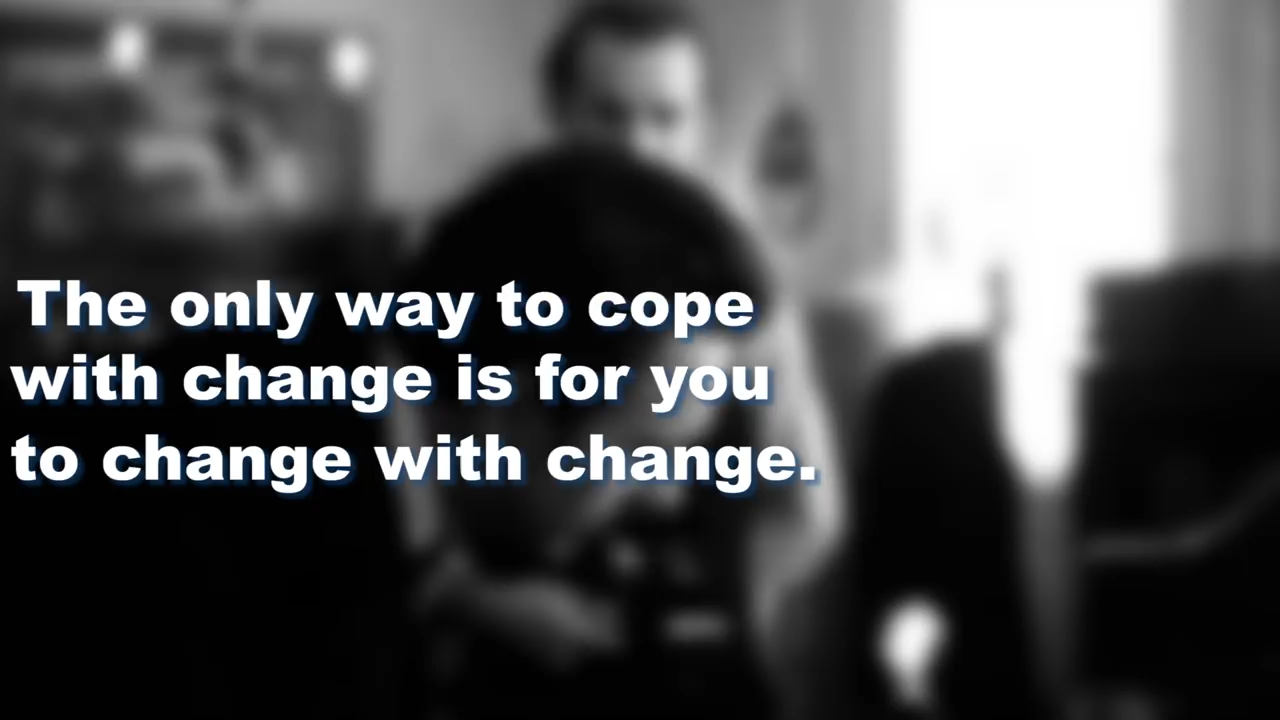 The only way to cope
with change is for you
to change with change.